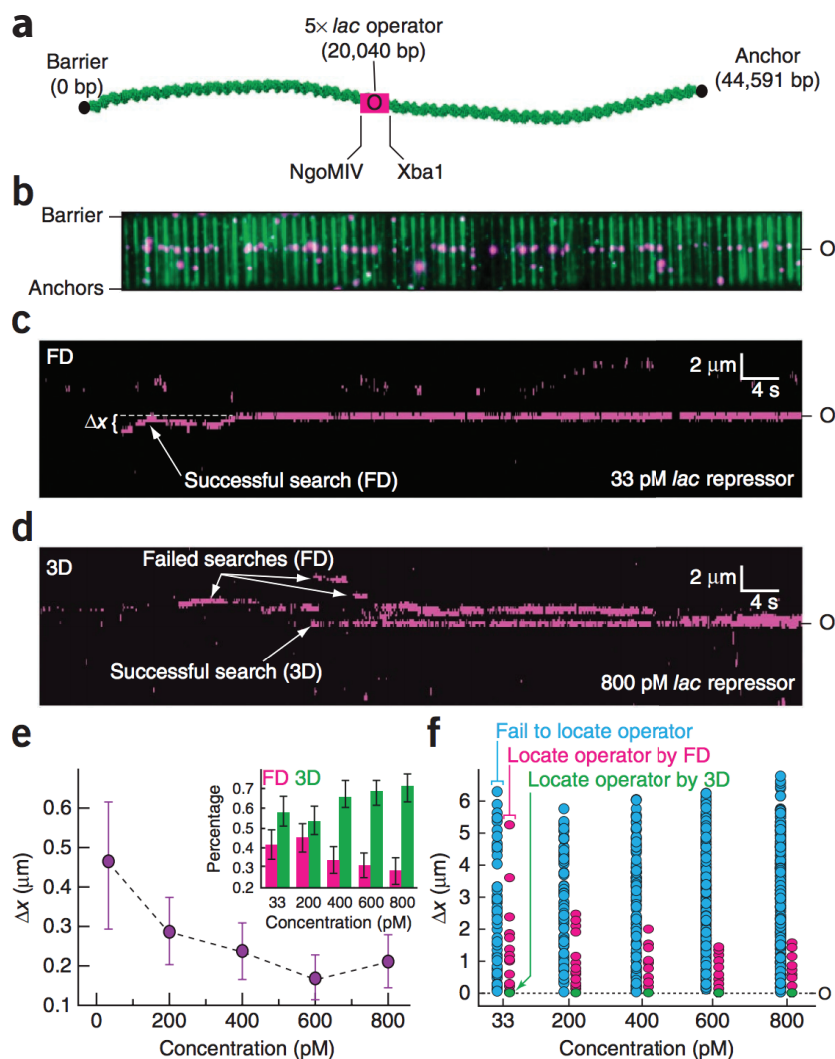 a
5× lac operator
(20,040 bp)
Barrier
(0 bp)
Anchor
(44,591 bp)
O
NgoMIV
Xba1
b
Barrier
O
Anchors
c
FD
2 μm
4 s
Δx {
O
Successful search (FD)
33 pM lac repressor
d
3D
Failed searches (FD)
2 μm
4 s
O
Successful search (3D)
800 pM lac repressor
e
Δx (μm)
0.6
0.5
0.4
0.3
0.2
0.1
0 200 400 600 800
Concentration (pM)
FD 3D
Percentage
0.7
0.6
0.5
0.4
0.3
0.2
33 200 400 600 800
Concentration (pM)
f
Fail to locate operator
Locate operator by FD
Locate operator by 3D
Δx (μm)
6
5
4
3
2
1
0
O
33 200 400 600 800
Concentration (pM)